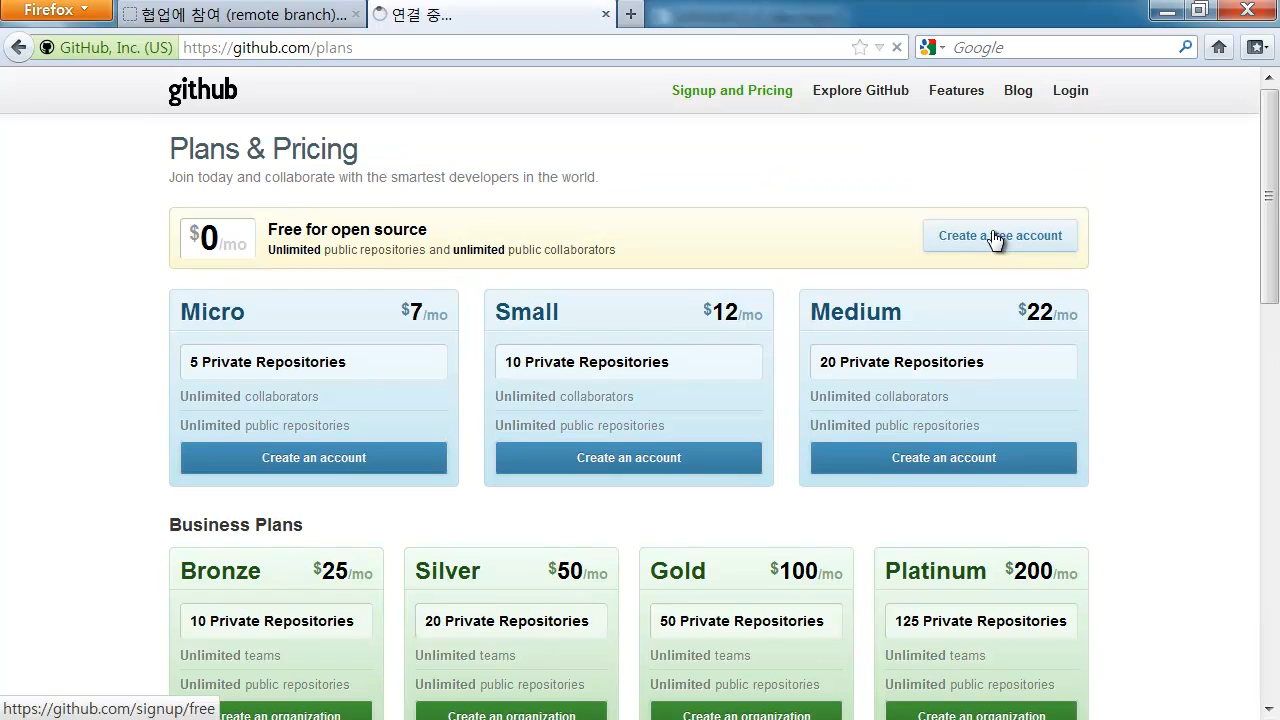 Firefox
협업에 참여 (remote branch)...
연결 중...
GitHub, Inc. (US)
https://github.com/plans
Google
github
Signup and Pricing
Explore GitHub
Features
Blog
Login
Plans & Pricing
Join today and collaborate with the smartest developers in the world.
$0/mo
Free for open source
Unlimited public repositories and unlimited public collaborators
Create a free account
Micro
$7/mo
5 Private Repositories
Unlimited collaborators
Unlimited public repositories
Create an account
Small
$12/mo
10 Private Repositories
Unlimited collaborators
Unlimited public repositories
Create an account
Medium
$22/mo
20 Private Repositories
Unlimited collaborators
Unlimited public repositories
Create an account
Business Plans
Bronze
$25/mo
10 Private Repositories
Unlimited teams
Unlimited public repositories
Create an organization
Silver
$50/mo
20 Private Repositories
Unlimited teams
Unlimited public repositories
Create an organization
Gold
$100/mo
50 Private Repositories
Unlimited teams
Unlimited public repositories
Create an organization
Platinum
$200/mo
125 Private Repositories
Unlimited teams
Unlimited public repositories
Create an organization
https://github.com/signup/free